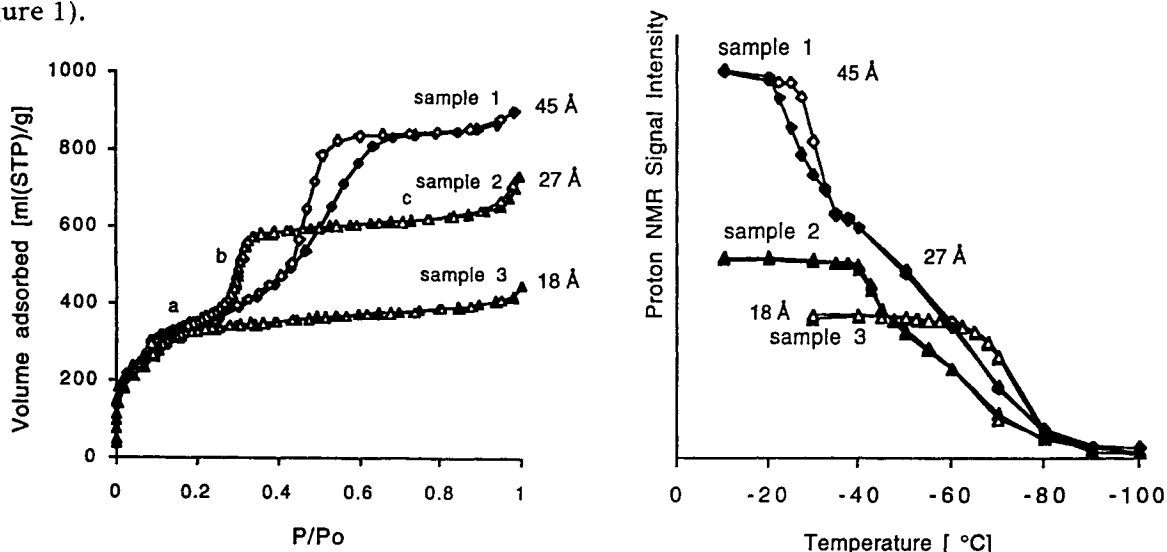 ure 1).
1000
800
600
400
200
0
Volume adsorbed [ml(STP)/g]
0
0.2
0.4
0.6
0.8
1
P/Po
sample 1
45 Å
sample 2
27 Å
c
b
a
sample 3
18 Å
Proton NMR Signal Intensity
sample 1
45 Å
sample 2
27 Å
18 Å
sample 3
0
-20
-40
-60
-80
-100
Temperature [ °C]